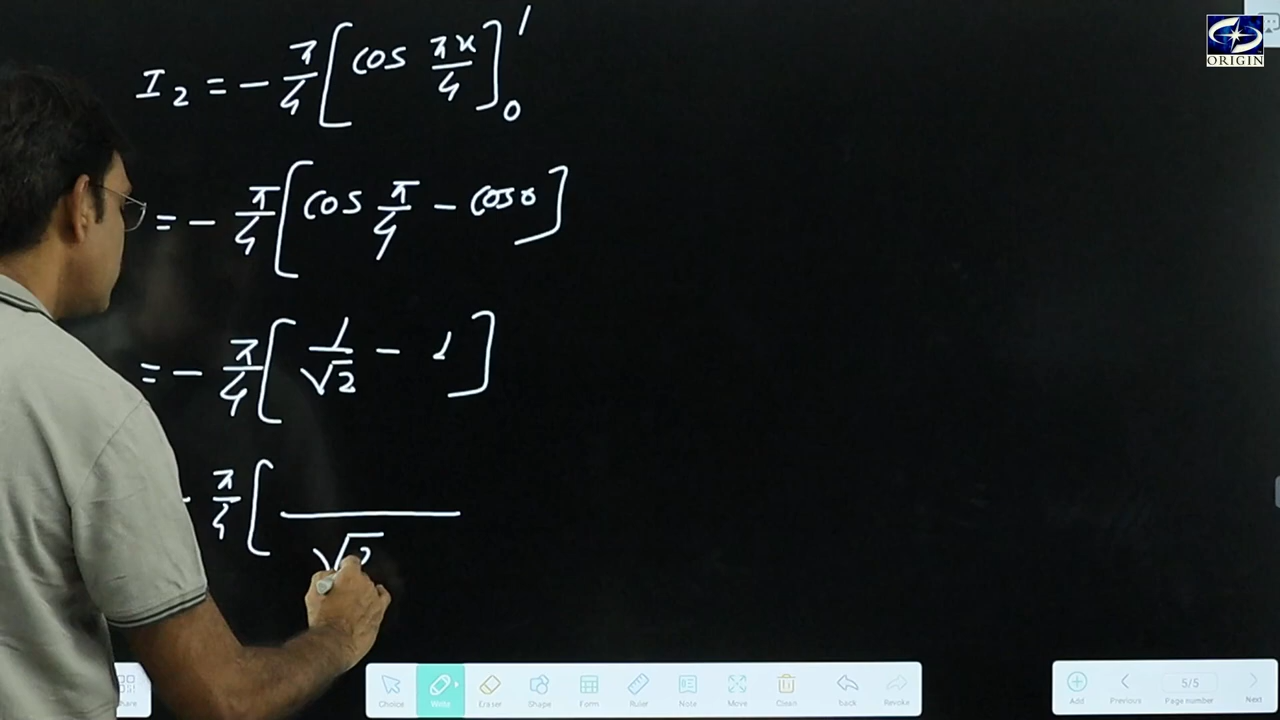 I₂ = - π/4 [cos πx/4]₀¹
= - π/4 [cos π/4 - cos 0]
= - π/4 [1/√2 - 1]
- π/4 [ /√2
ORIGIN
Choice Write Eraser Shape Form Ruler Note Move Clean back Revoke
Add Previous 5/5 Page number Next